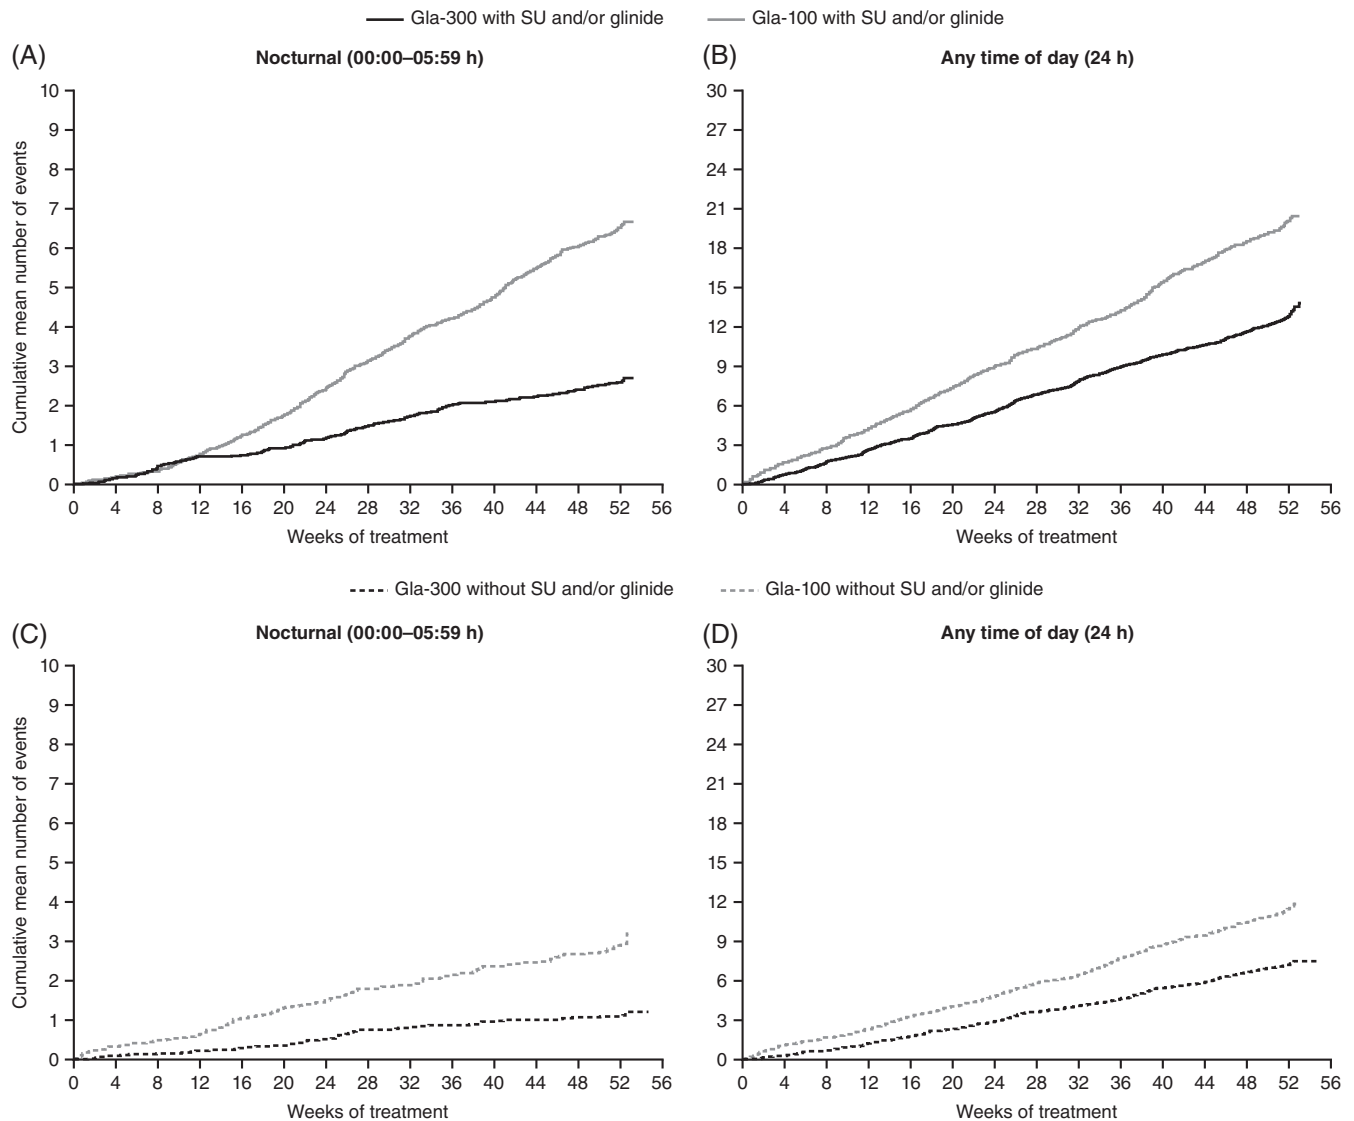 Gla-300 with SU and/or glinide Gla-100 with SU and/or glinide
(A) Nocturnal (00:00–05:59 h)
10
9
8
7
6
5
4
3
2
1
0
Cumulative mean number of events
0 4 8 12 16 20 24 28 32 36 40 44 48 52 56
Weeks of treatment
(B) Any time of day (24 h)
30
27
24
21
18
15
12
9
6
3
0
0 4 8 12 16 20 24 28 32 36 40 44 48 52 56
Weeks of treatment
Gla-300 without SU and/or glinide Gla-100 without SU and/or glinide
(C) Nocturnal (00:00–05:59 h)
10
9
8
7
6
5
4
3
2
1
0
Cumulative mean number of events
0 4 8 12 16 20 24 28 32 36 40 44 48 52 56
Weeks of treatment
(D) Any time of day (24 h)
30
27
24
21
18
15
12
9
6
3
0
0 4 8 12 16 20 24 28 32 36 40 44 48 52 56
Weeks of treatment